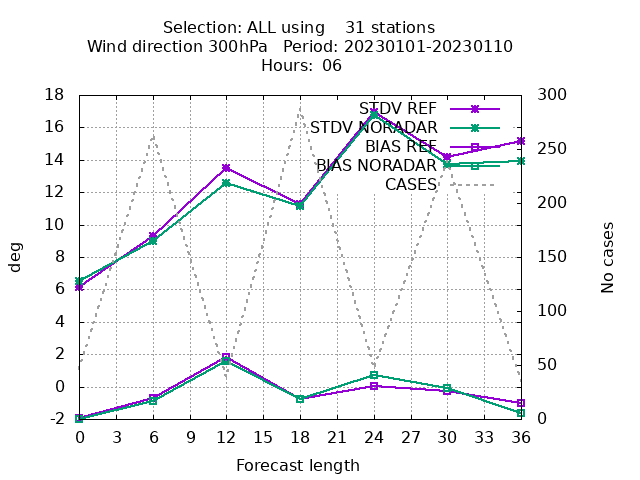 Selection: ALL using    31 stations
Wind direction 300hPa   Period: 20230101-20230110
Hours:  06
18
16
14
12
10
8
6
4
2
0
-2
deg
STDV REF
STDV NORADAR
BIAS REF
BIAS NORADAR
CASES
300
250
200
150
100
50
0
No cases
0 3 6 9 12 15 18 21 24 27 30 33 36
Forecast length